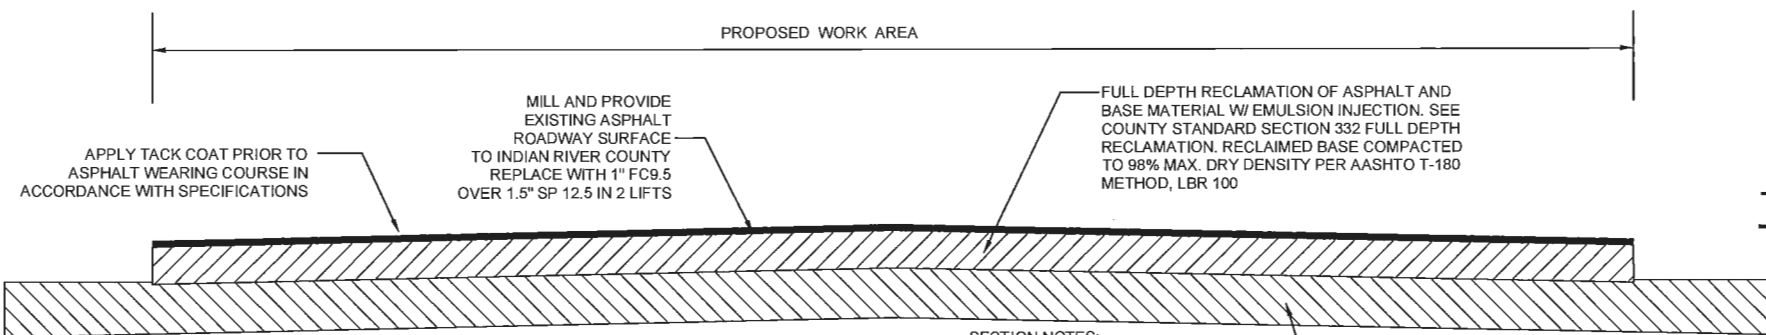 PROPOSED WORK AREA
APPLY TACK COAT PRIOR TO
ASPHALT WEARING COURSE IN
ACCORDANCE WITH SPECIFICATIONS
MILL AND PROVIDE
EXISTING ASPHALT
ROADWAY SURFACE
TO INDIAN RIVER COUNTY
REPLACE WITH 1" FC9.5
OVER 1.5" SP 12.5 IN 2 LIFTS
FULL DEPTH RECLAMATION OF ASPHALT AND
BASE MATERIAL W/ EMULSION INJECTION. SEE
COUNTY STANDARD SECTION 332 FULL DEPTH
RECLAMATION. RECLAIMED BASE COMPACTED
TO 98% MAX. DRY DENSITY PER AASHTO T-180
METHOD, LBR 100
SECTION NOTES: